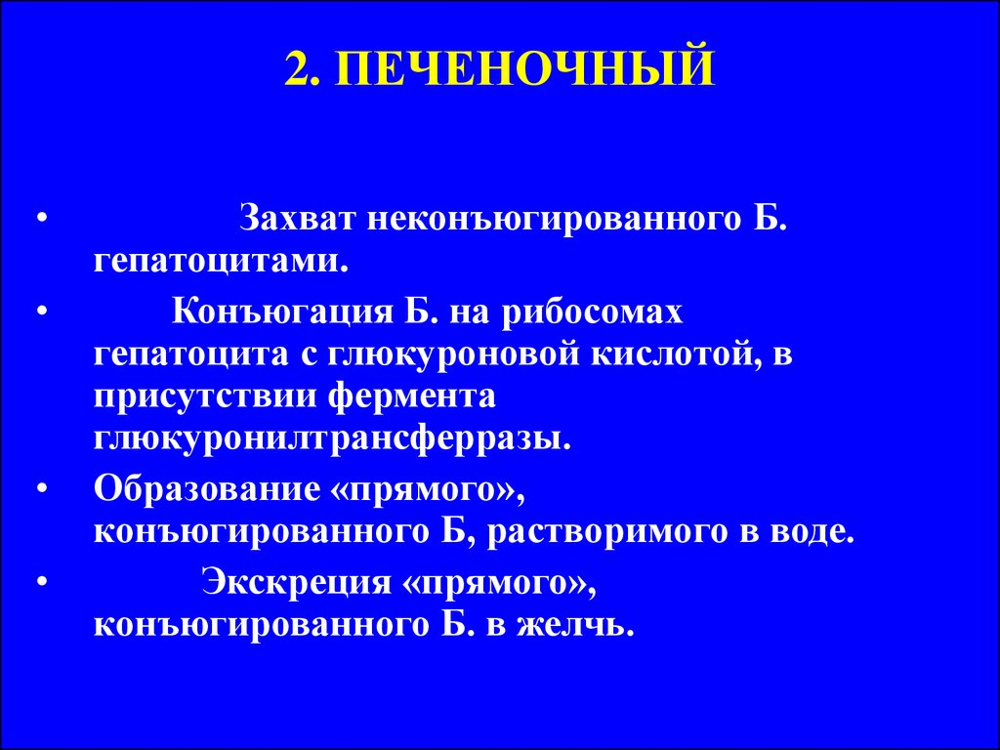 2. ПЕЧЕНОЧНЫЙ
• Захват неконъюгированного Б.
гепатоцитами.
• Конъюгация Б. на рибосомах
гепатоцита с глюкуроновой кислотой, в
присутствии фермента
глюкуронилтрансферразы.
• Образование «прямого»,
конъюгированного Б, растворимого в воде.
• Экскреция «прямого»,
конъюгированного Б. в желчь.